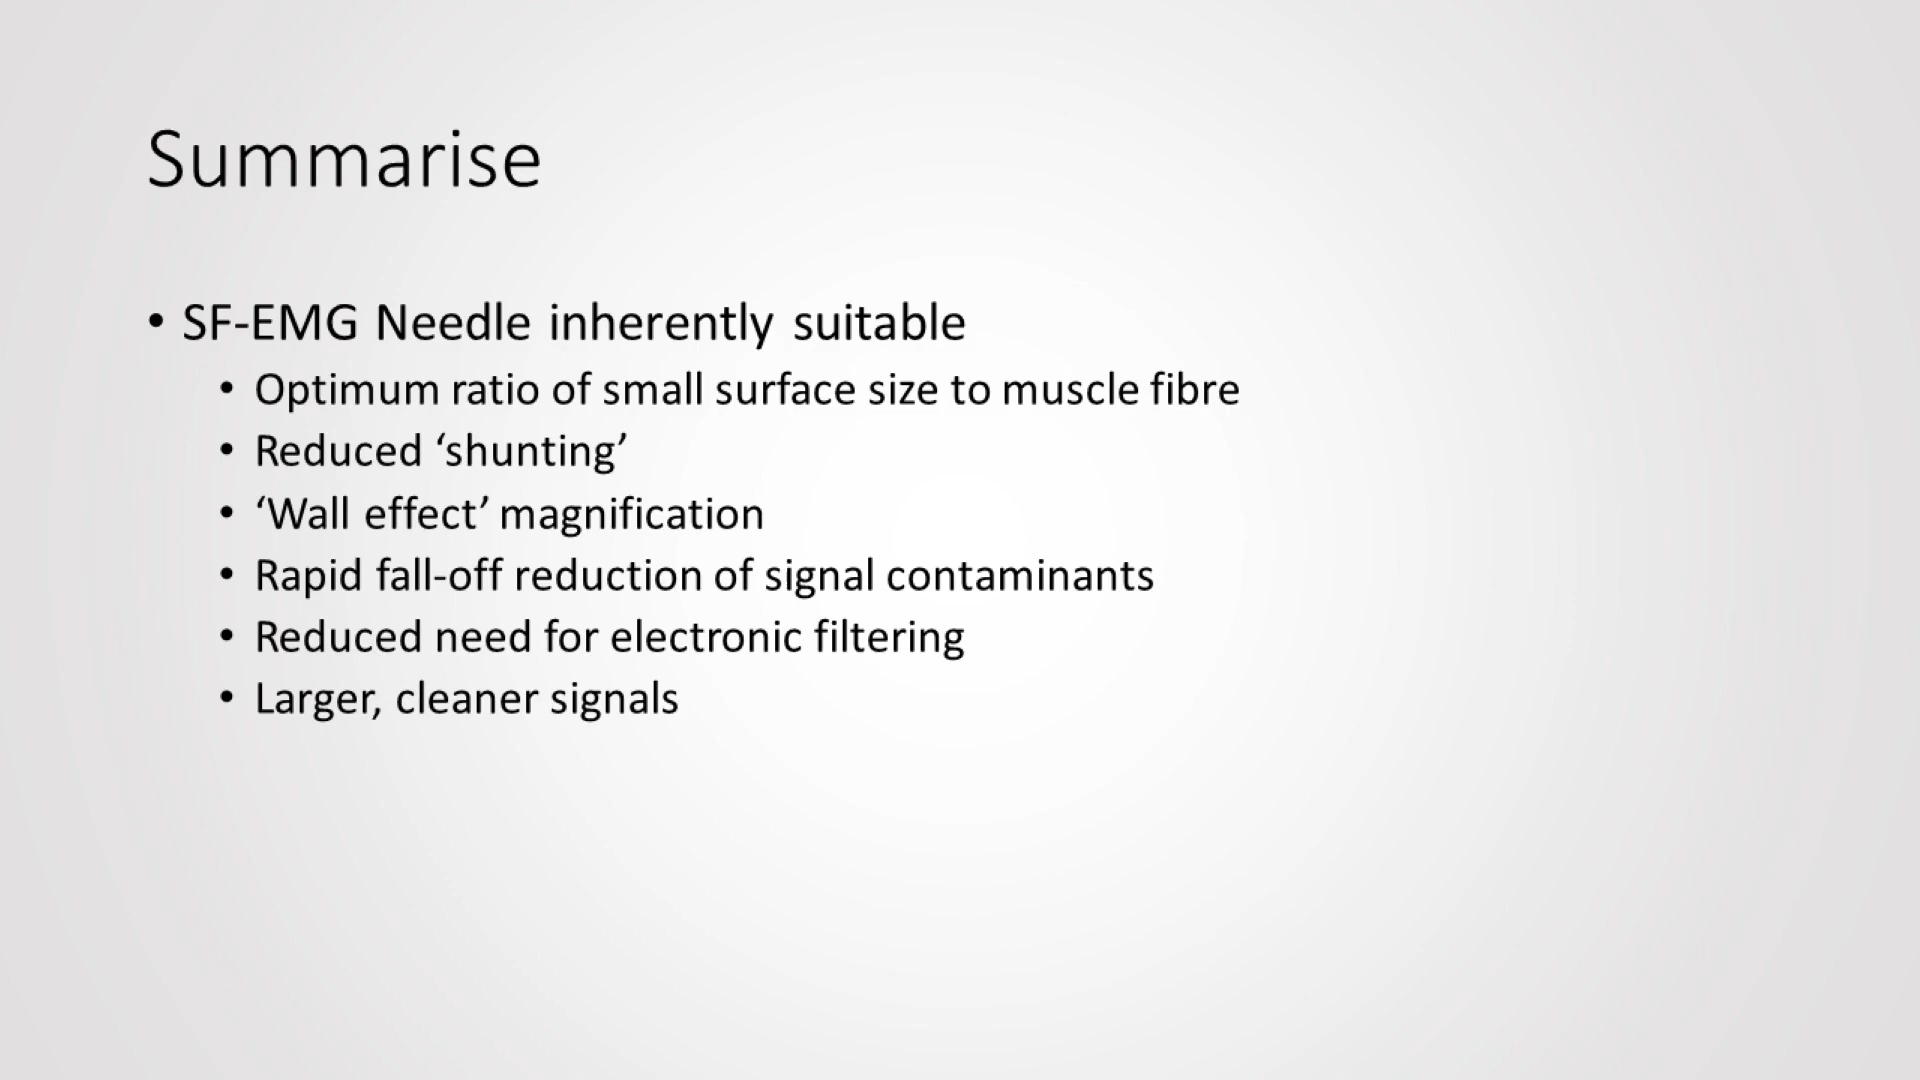 Summarise
• SF-EMG Needle inherently suitable
• Optimum ratio of small surface size to muscle fibre
• Reduced ‘shunting’
• ‘Wall effect’ magnification
• Rapid fall-off reduction of signal contaminants
• Reduced need for electronic filtering
• Larger, cleaner signals